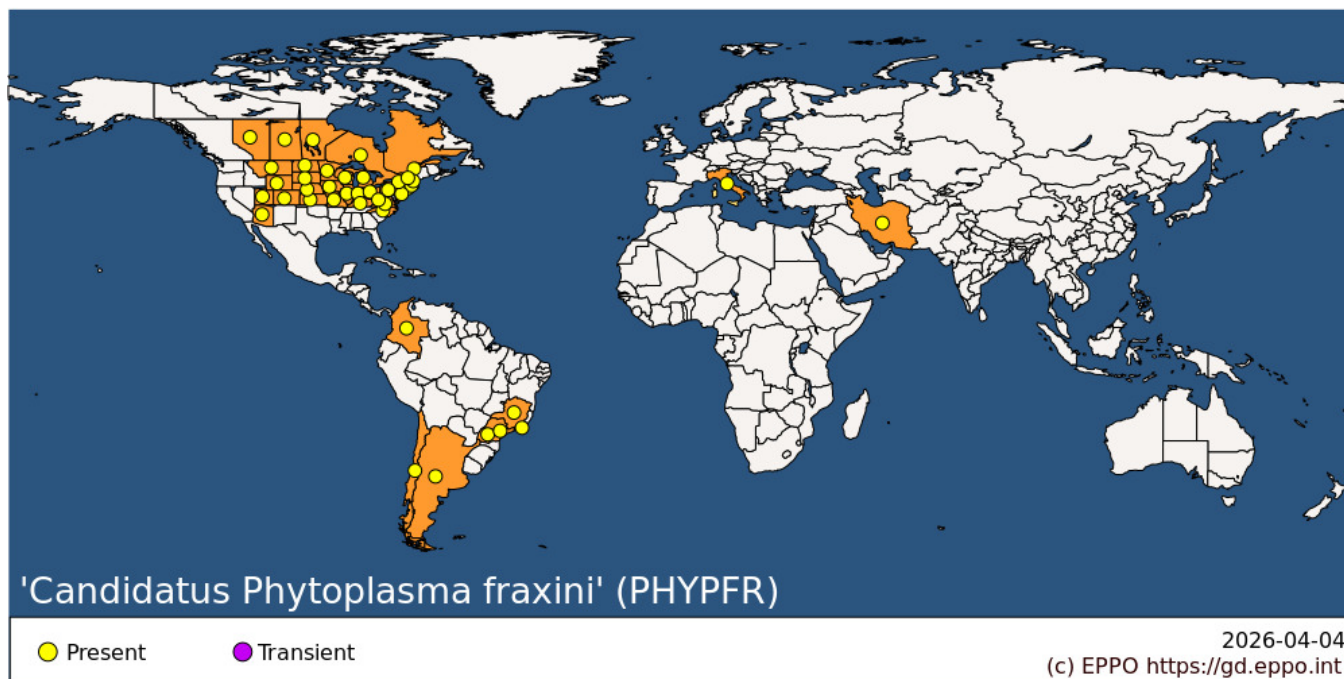 'Candidatus Phytoplasma fraxini' (PHYPFR)
Present
Transient
2026-04-04
(c) EPPO https://gd.eppo.int